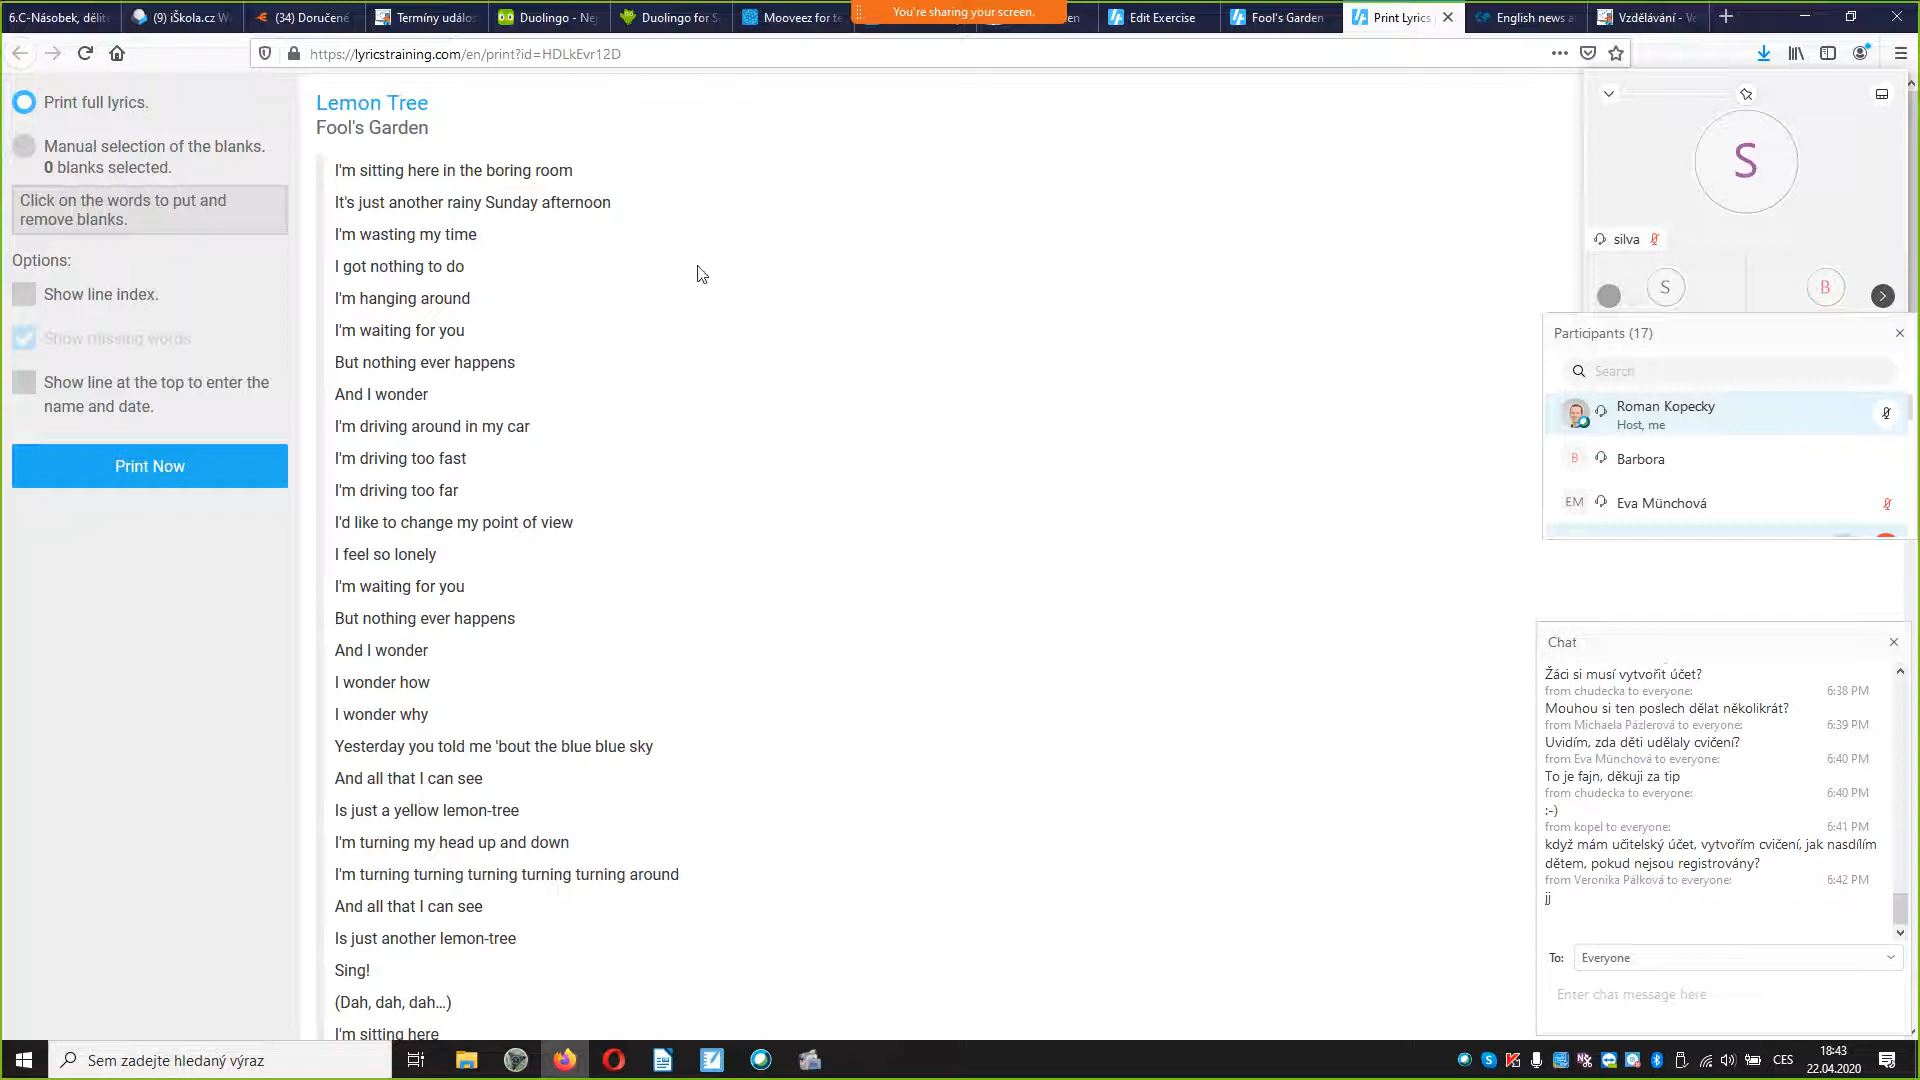 6.C-Násobek, dělit
(9) iŠkola.cz W
(34) Doručené
Termíny událos
Duolingo - Nej
Duolingo for S
Mooveez for te
You're sharing your screen.
en
Edit Exercise
Fool's Garden
Print Lyrics
English news a
Vzdělávání - V
https://lyricstraining.com/en/print?id=HDLkEvr12D
Print full lyrics.
Manual selection of the blanks.
0 blanks selected.
Click on the words to put and
remove blanks.
Options:
Show line index.
Show missing words
Show line at the top to enter the
name and date.
Print Now
Lemon Tree
Fool's Garden
I'm sitting here in the boring room
It's just another rainy Sunday afternoon
I'm wasting my time
I got nothing to do
I'm hanging around
I'm waiting for you
But nothing ever happens
And I wonder
I'm driving around in my car
I'm driving too fast
I'm driving too far
I'd like to change my point of view
I feel so lonely
I'm waiting for you
But nothing ever happens
And I wonder
I wonder how
I wonder why
Yesterday you told me 'bout the blue blue sky
And all that I can see
Is just a yellow lemon-tree
I'm turning my head up and down
I'm turning turning turning turning turning around
And all that I can see
Is just another lemon-tree
Sing!
(Dah, dah, dah...)
I'm sitting here
S
silva
S
B
Participants (17)
Search
Roman Kopecky
Host, me
B
Barbora
EM
Eva Münchová
Chat
Žáci si musí vytvořit účet?
from chudecka to everyone:
6:38 PM
Mouhou si ten poslech dělat několikrát?
from Michaela Pázlerová to everyone:
6:39 PM
Uvidím, zda děti udělaly cvičení?
from Eva Münchová to everyone:
6:40 PM
To je fajn, děkuji za tip
from chudecka to everyone:
6:40 PM
:-)
from kopel to everyone:
6:41 PM
když mám učitelský účet, vytvořím cvičení, jak nasdílím
dětem, pokud nejsou registrovány?
from Veronika Pálková to everyone:
6:42 PM
jj
To:
Everyone
Enter chat message here
Sem zadejte hledaný výraz
CES
18:43
22.04.2020